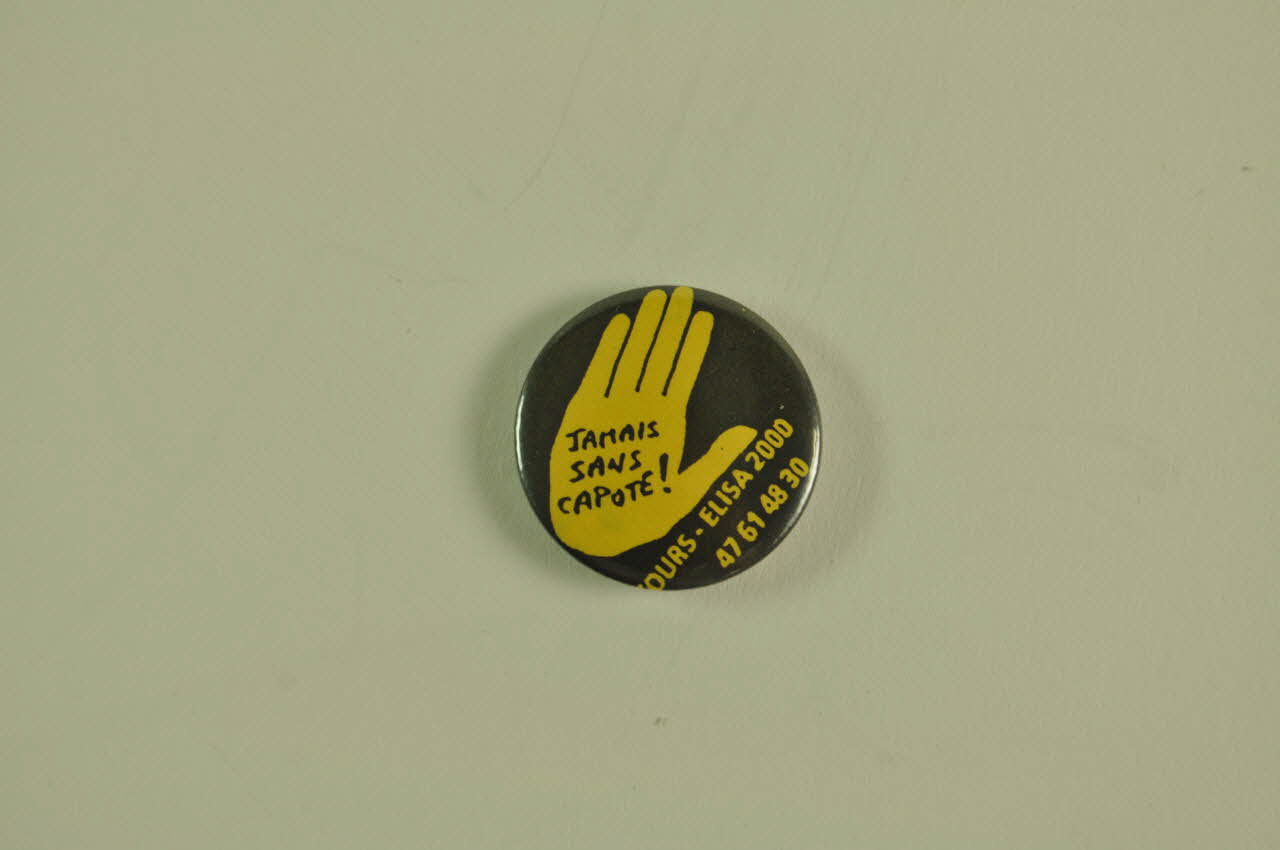 JAMAIS
SANS
CAPOTE!
TOURS - ELISA 2000
47 61 48 30